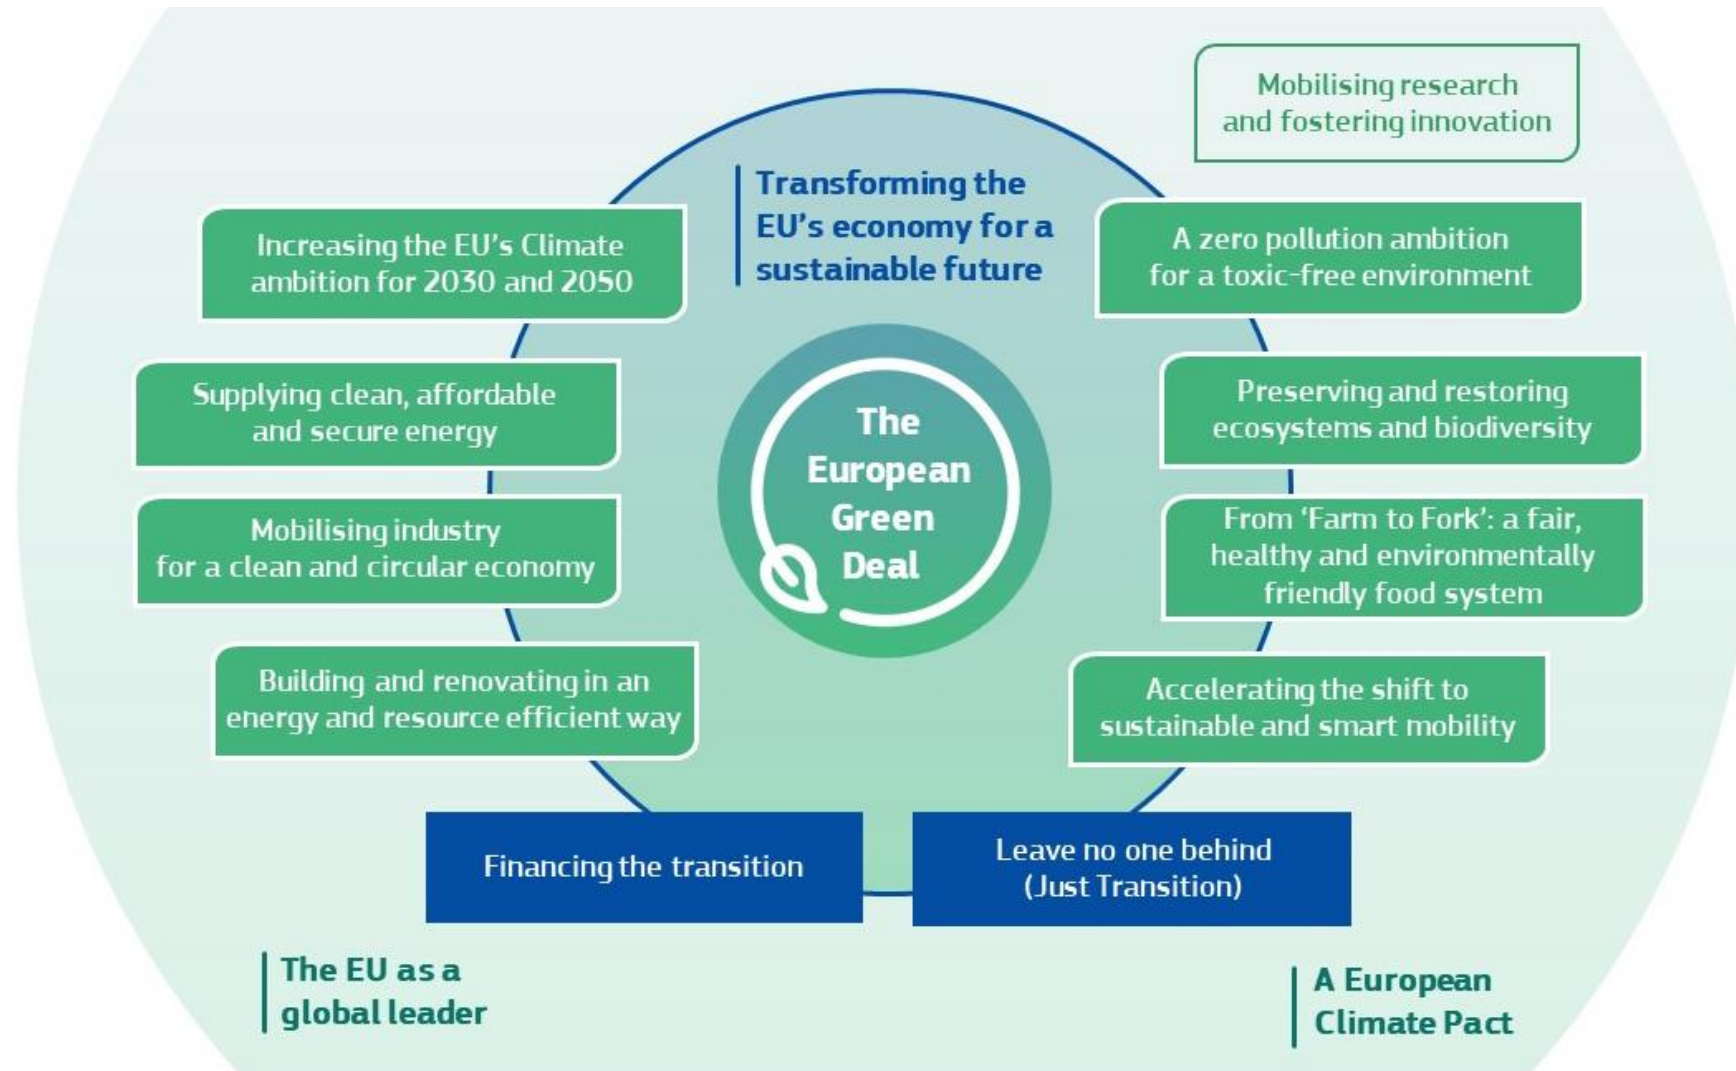 Mobilising research
and fostering innovation
Transforming the
EU's economy for a
sustainable future
Increasing the EU's Climate
ambition for 2030 and 2050
A zero pollution ambition
for a toxic-free environment
Supplying clean, affordable
and secure energy
Preserving and restoring
ecosystems and biodiversity
The
European
Green
Deal
Mobilising industry
for a clean and circular economy
From ‘Farm to Fork’: a fair,
healthy and environmentally
friendly food system
Building and renovating in an
energy and resource efficient way
Accelerating the shift to
sustainable and smart mobility
Financing the transition
Leave no one behind
(Just Transition)
The EU as a
global leader
A European
Climate Pact